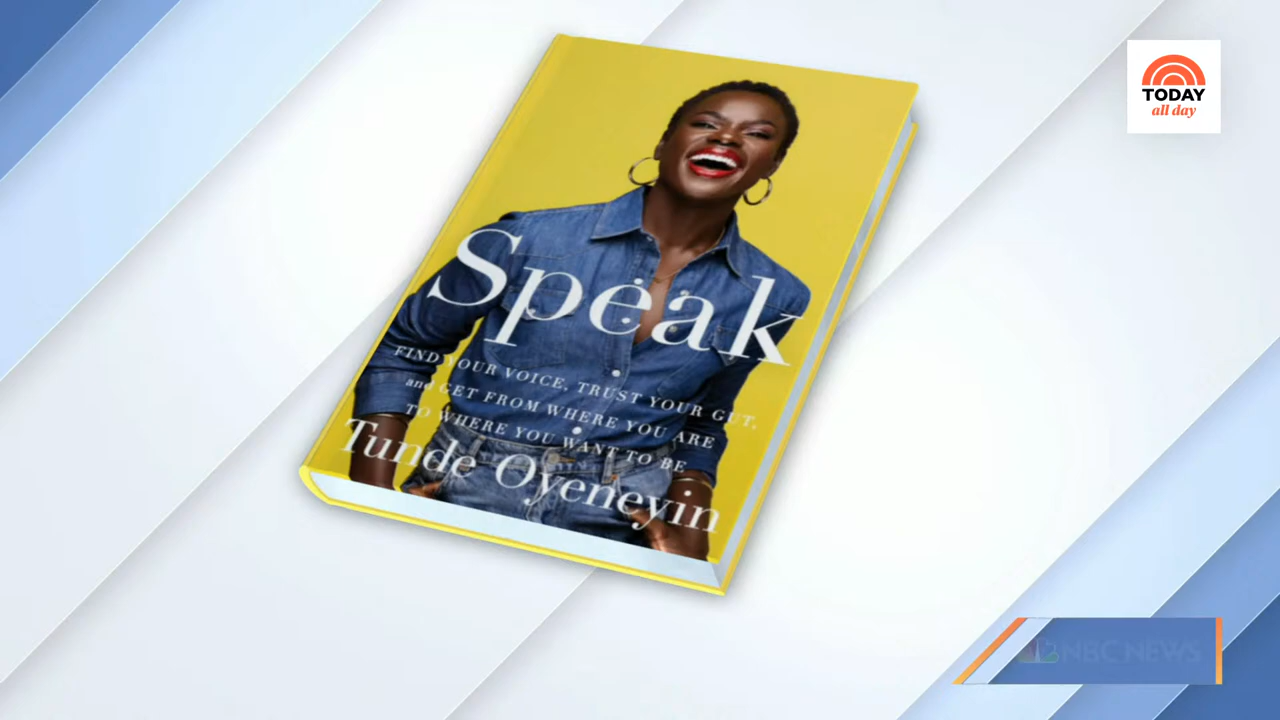 TODAY
all day
Speak
FIND YOUR VOICE, TRUST YOUR GUT,
and GET FROM WHERE YOU ARE
TO WHERE YOU WANT TO BE
Tunde Oyeneyin
NBC NEWS